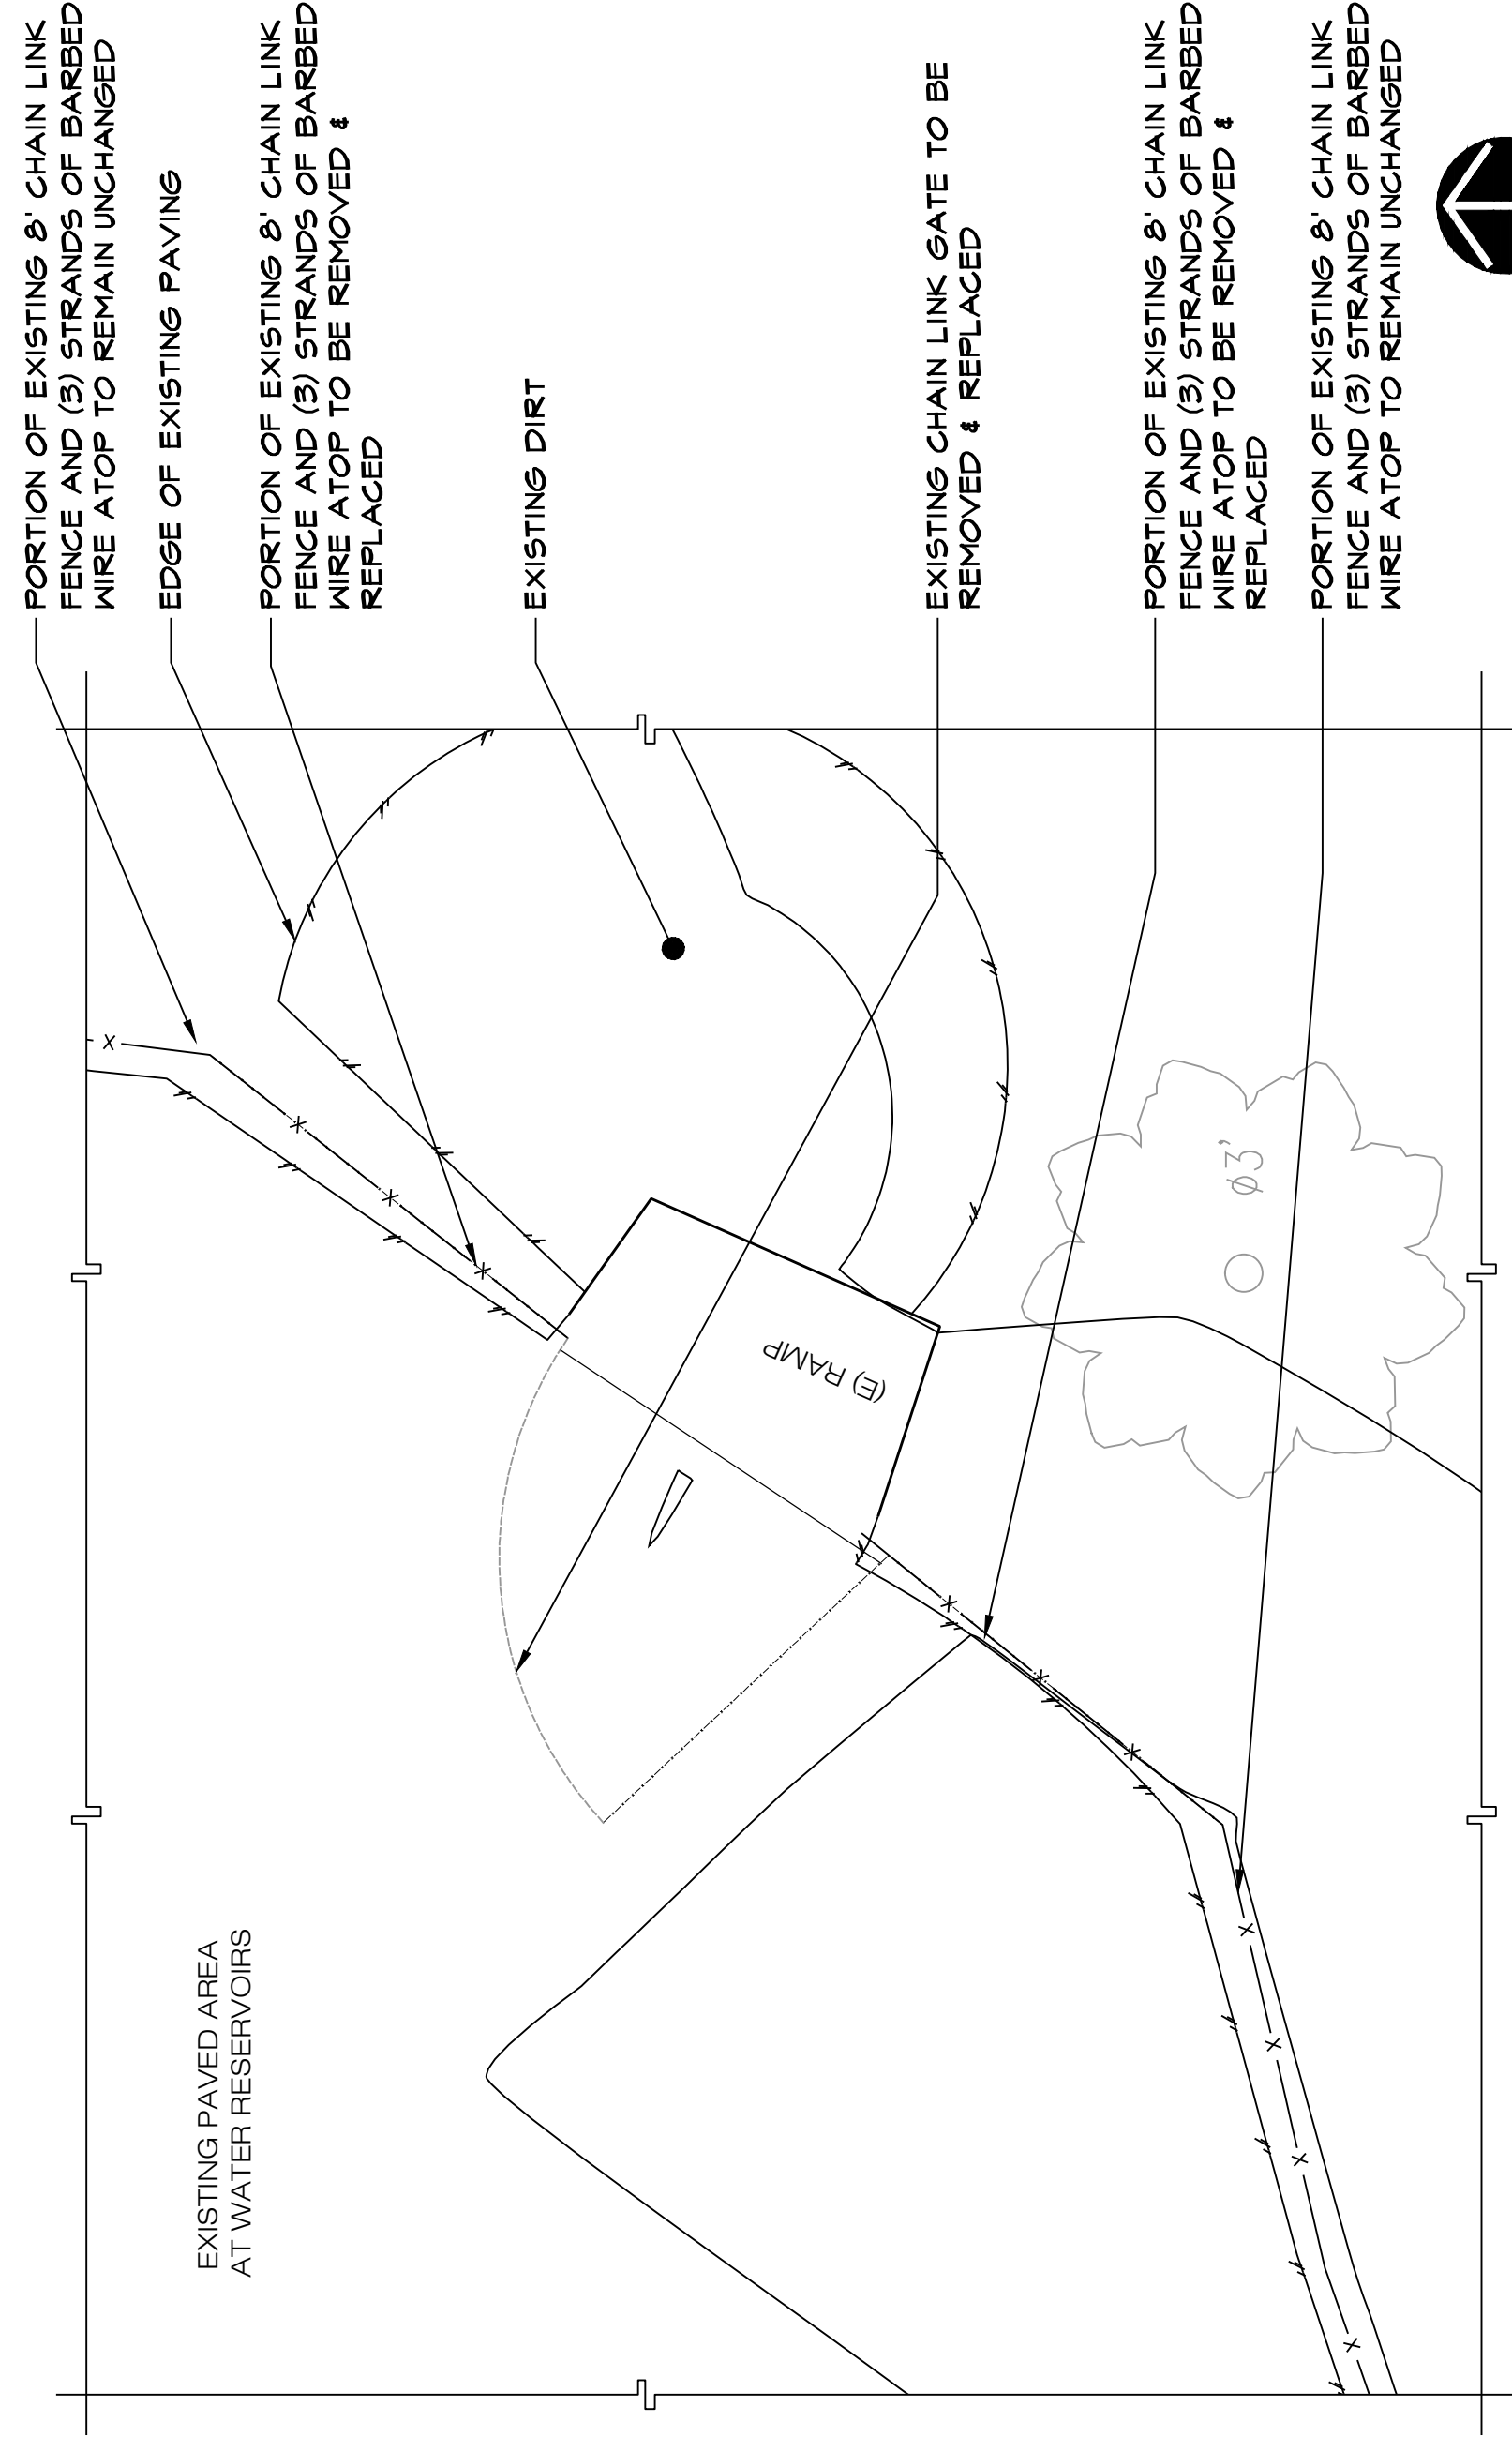 PORTION OF EXISTING 8' CHAIN LINK
FENCE AND (3) STRANDS OF BARBED
WIRE ATOP TO REMAIN UNCHANGED
EDGE OF EXISTING PAVING
PORTION OF EXISTING 8' CHAIN LINK
FENCE AND (3) STRANDS OF BARBED
WIRE ATOP TO BE REMOVED &
REPLACED
EXISTING DIRT
EXISTING CHAIN LINK GATE TO BE
REMOVED & REPLACED
PORTION OF EXISTING 8' CHAIN LINK
FENCE AND (3) STRANDS OF BARBED
WIRE ATOP TO BE REMOVED &
REPLACED
PORTION OF EXISTING 8' CHAIN LINK
FENCE AND (3) STRANDS OF BARBED
WIRE ATOP TO REMAIN UNCHANGED
(E) RAMP
ø3'
EXISTING PAVED AREA
AT WATER RESERVOIRS